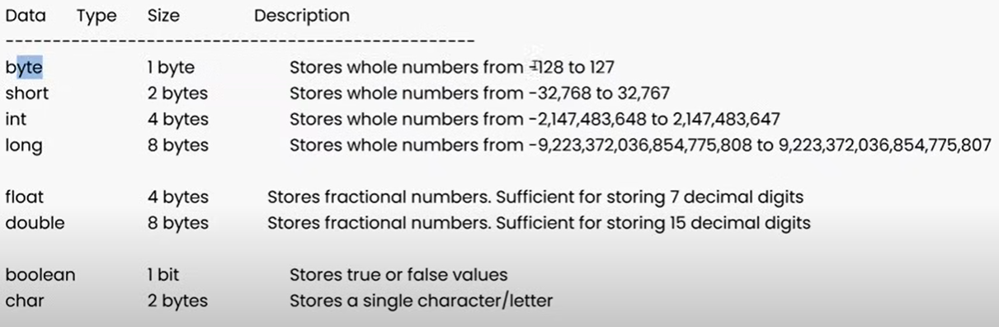 Data Type Size Description
--------------------------------------------------
byte 1 byte Stores whole numbers from -128 to 127
short 2 bytes Stores whole numbers from -32,768 to 32,767
int 4 bytes Stores whole numbers from -2,147,483,648 to 2,147,483,647
long 8 bytes Stores whole numbers from -9,223,372,036,854,775,808 to 9,223,372,036,854,775,807
float 4 bytes Stores fractional numbers. Sufficient for storing 7 decimal digits
double 8 bytes Stores fractional numbers. Sufficient for storing 15 decimal digits
boolean 1 bit Stores true or false values
char 2 bytes Stores a single character/letter